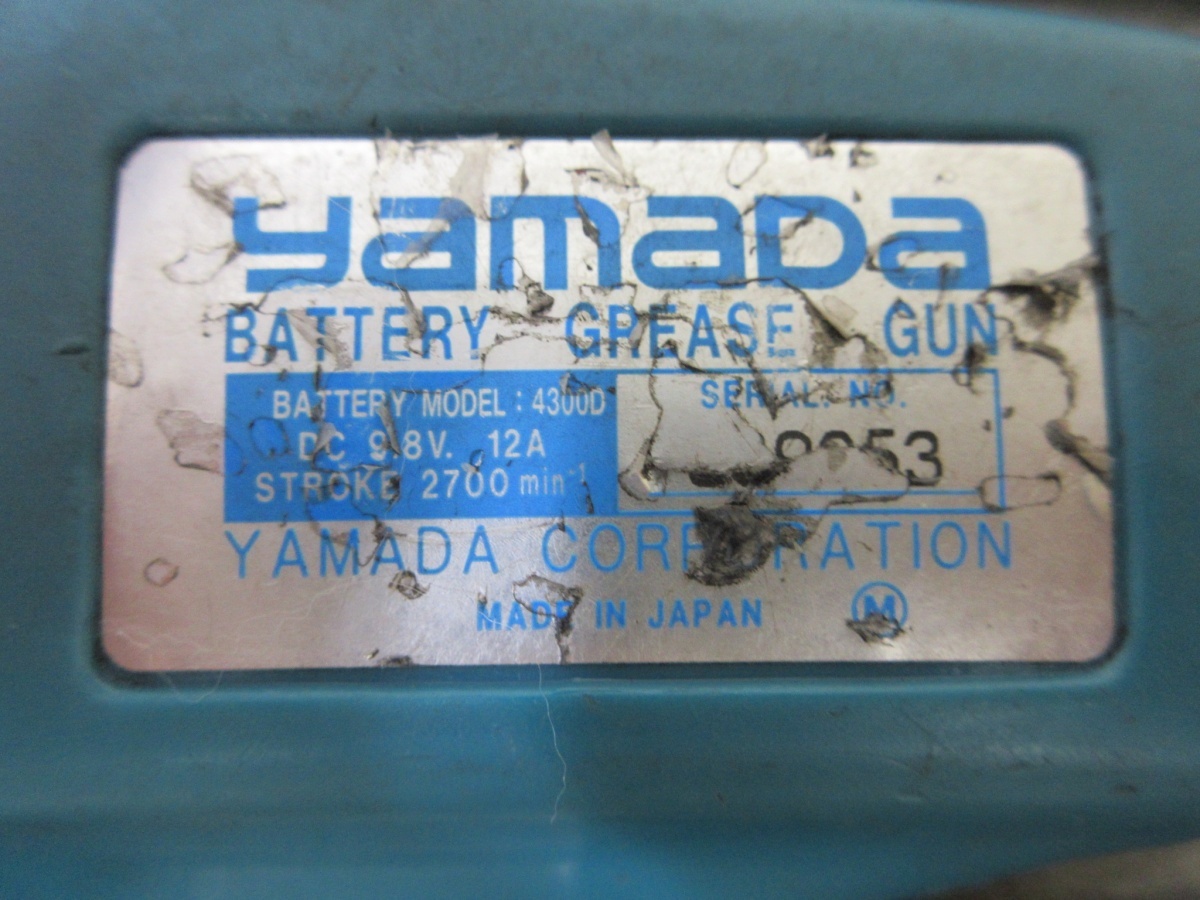 yamaDa
BATTERY GREASE GUN
BATTERY MODEL : 4300D
DC 9.8V. 12A
STROKE 2700 min-1
SERIAL. NO.
YAMADA CORPORATION
MADE IN JAPAN M